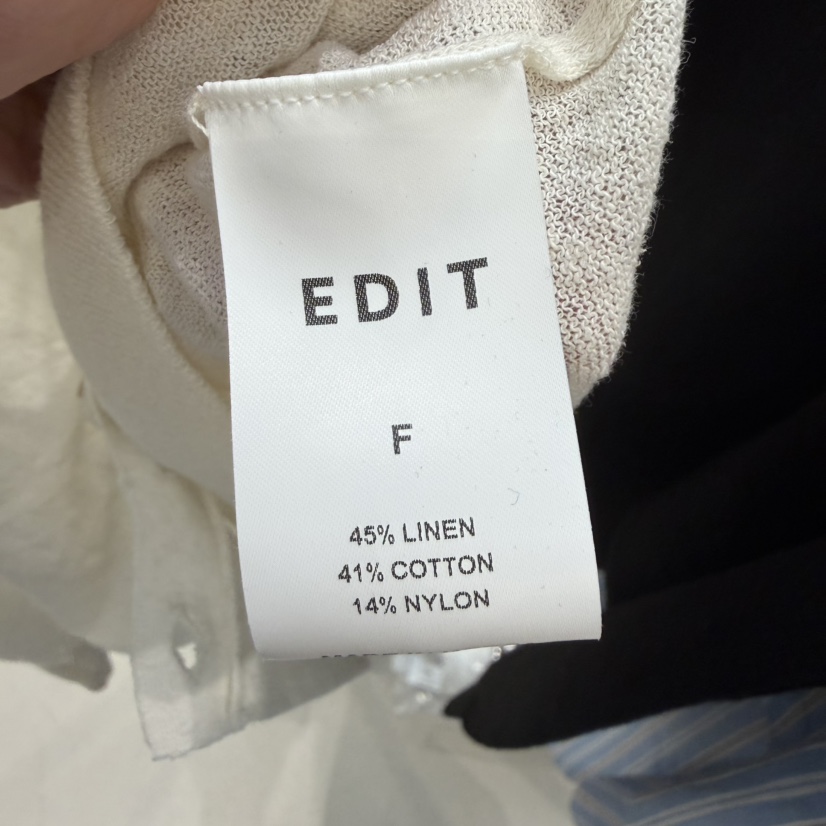 EDIT
F
45% LINEN
41% COTTON
14% NYLON